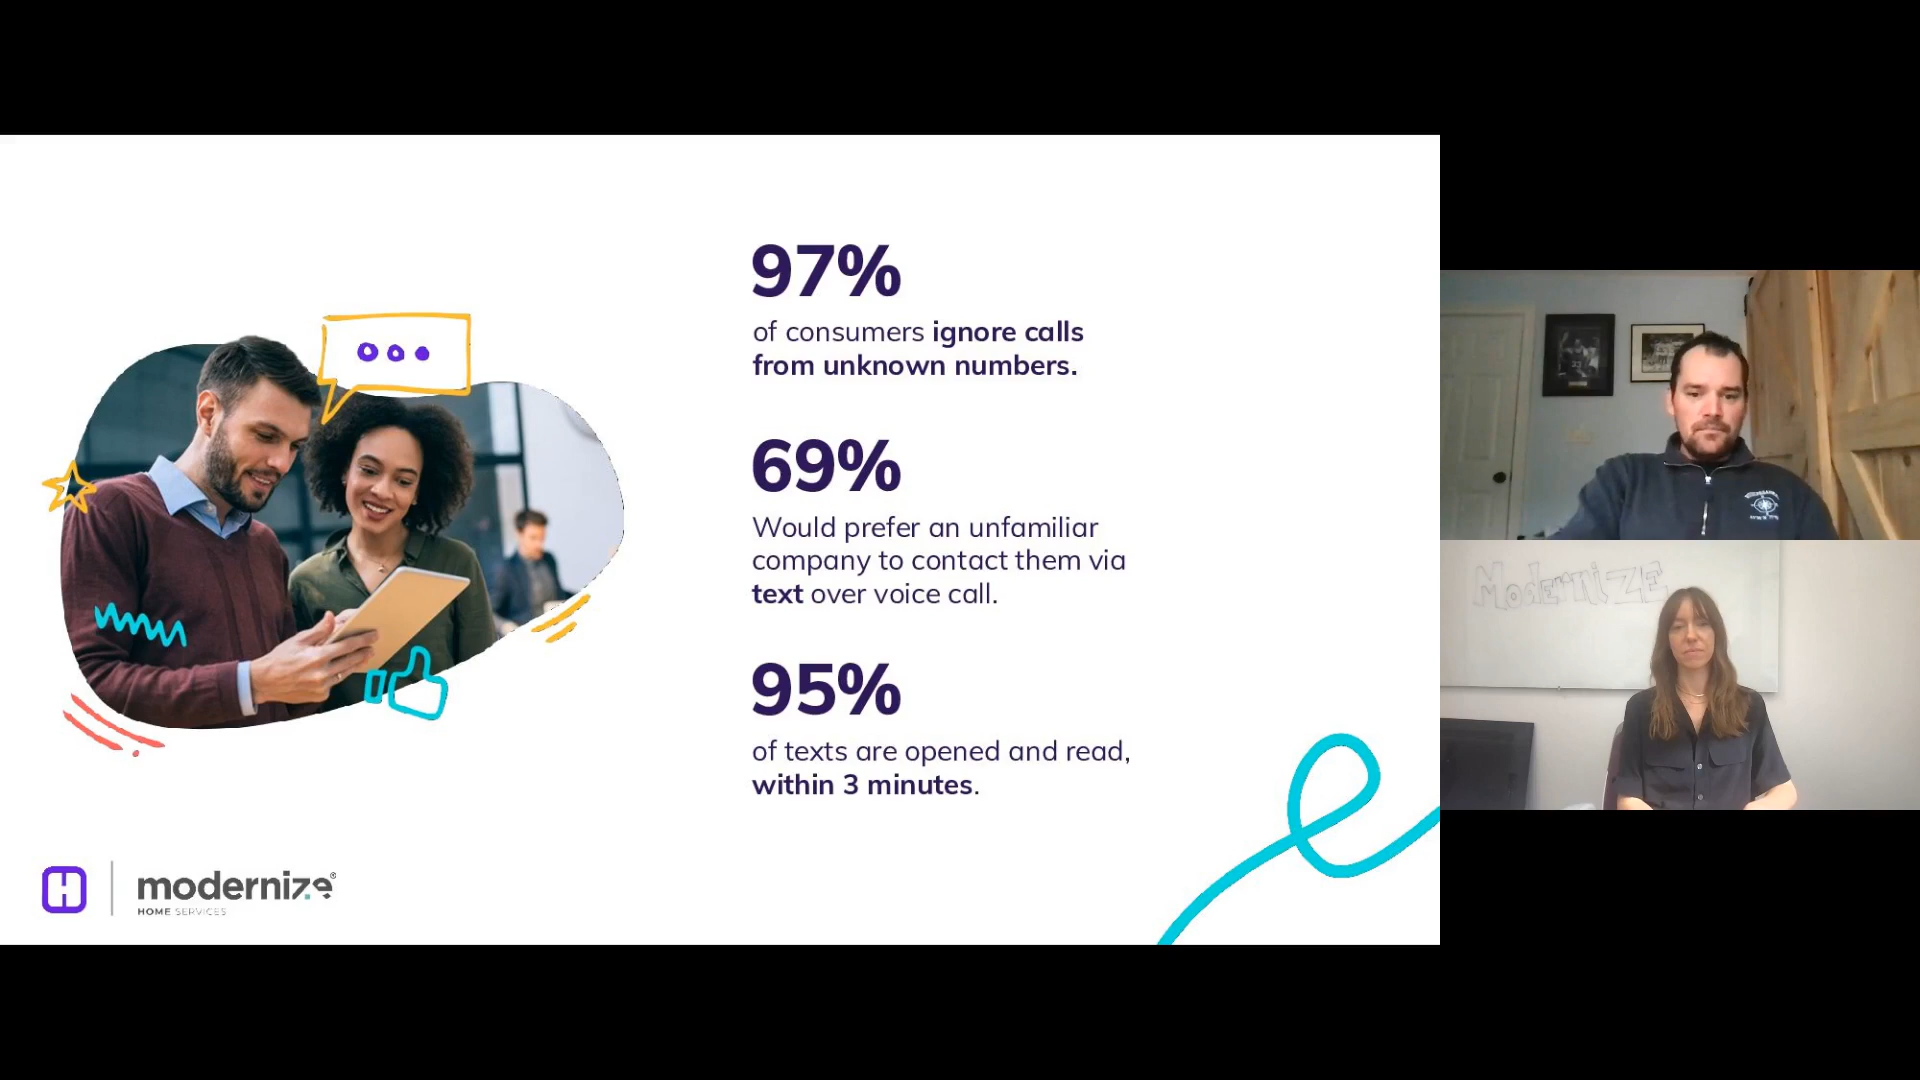 97%
of consumers ignore calls
from unknown numbers.
69%
Would prefer an unfamiliar
company to contact them via
text over voice call.
95%
of texts are opened and read,
within 3 minutes.
modernize®
HOME SERVICES
ModerniZE